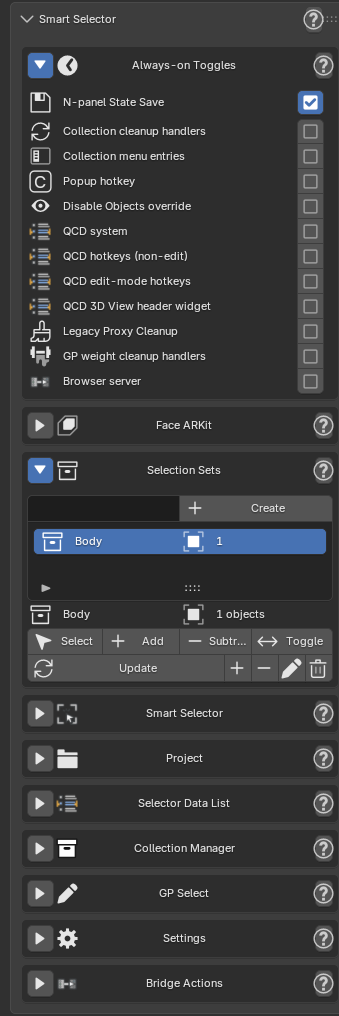 Smart Selector
Always-on Toggles
N-panel State Save
Collection cleanup handlers
Collection menu entries
C Popup hotkey
Disable Objects override
QCD system
QCD hotkeys (non-edit)
QCD edit-mode hotkeys
QCD 3D View header widget
Legacy Proxy Cleanup
GP weight cleanup handlers
Browser server
Face ARKit
Selection Sets
Create
Body 1
Body 1 objects
Select Add Subtr... Toggle
Update
Smart Selector
Project
Selector Data List
Collection Manager
GP Select
Settings
Bridge Actions